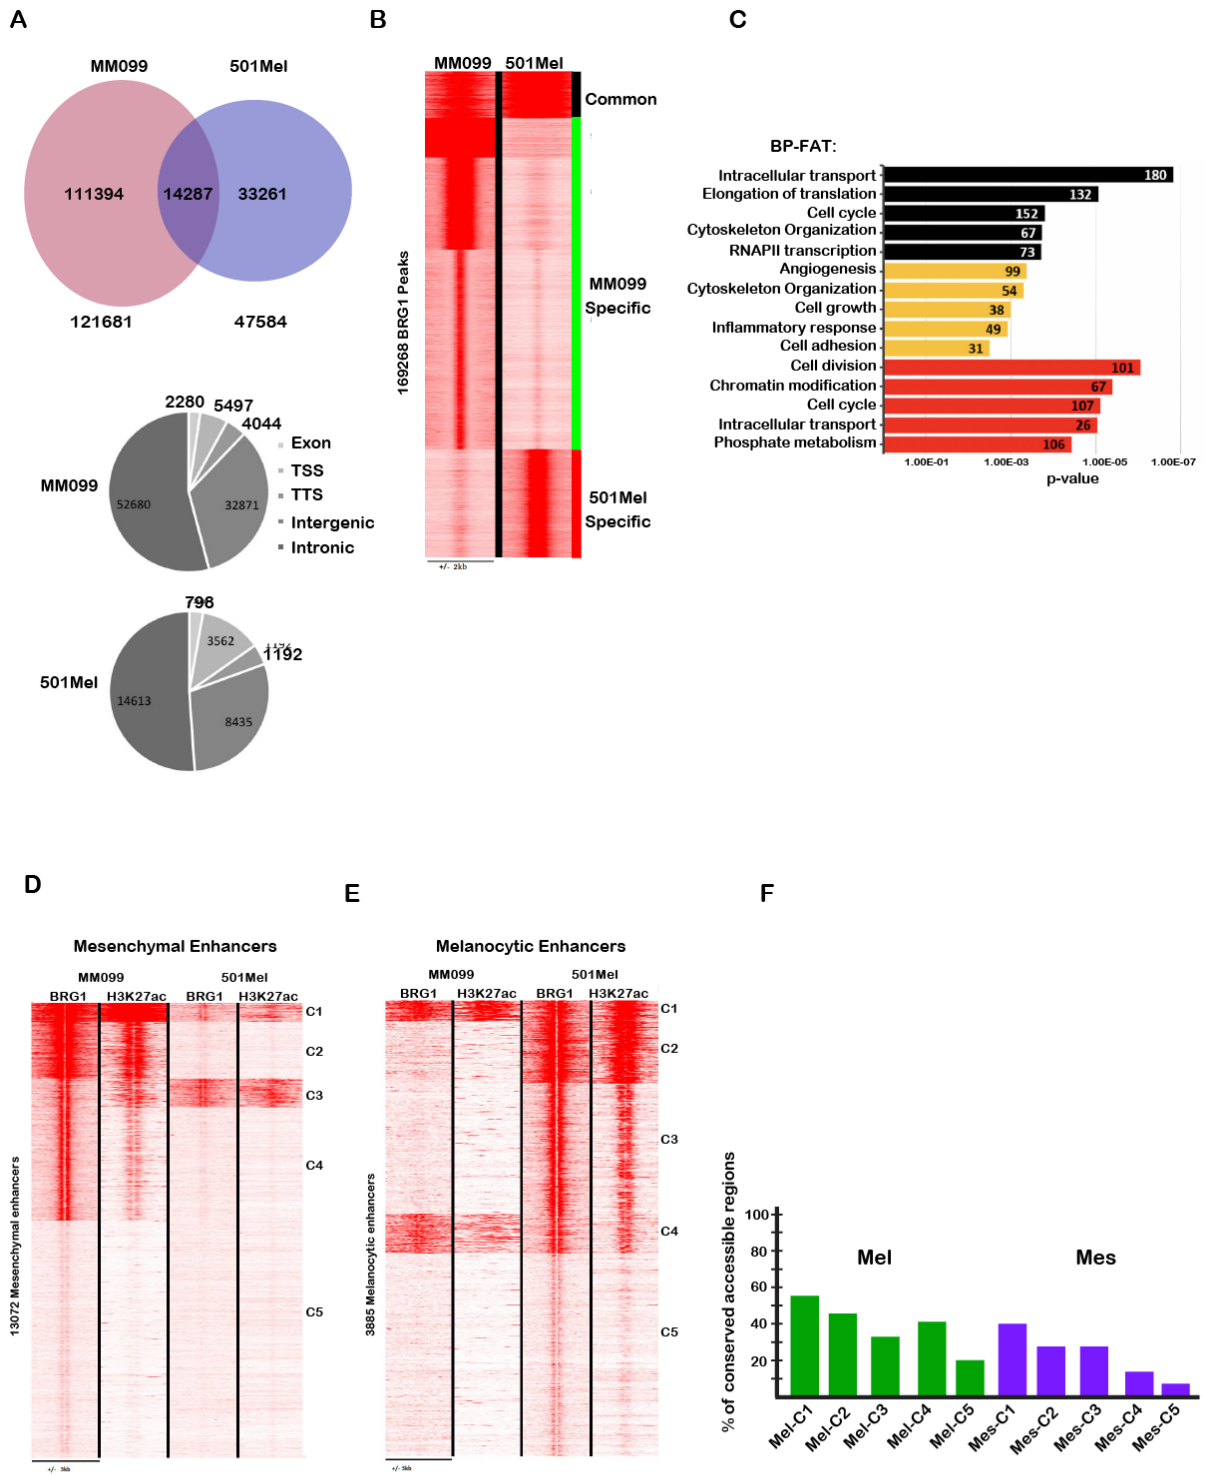 A
MM099
501Mel
111394
14287
33261
121681
47584
2280
5497
4044
Exon
TSS
TTS
Intergenic
Intronic
MM099
52680
32871
798
3562
1192
1192
501Mel
14613
8435
B
MM099
501Mel
Common
MM099
Specific
501Mel
Specific
169268 BRG1 Peaks
+/- 2kb
C
BP-FAT:
Intracellular transport
180
Elongation of translation
132
Cell cycle
152
Cytoskeleton Organization
67
RNAPII transcription
73
Angiogenesis
99
Cytoskeleton Organization
54
Cell growth
38
Inflammatory response
49
Cell adhesion
31
Cell division
101
Chromatin modification
67
Cell cycle
107
Intracellular transport
26
Phosphate metabolism
106
1.00E-01
1.00E-03
1.00E-05
1.00E-07
p-value
D
Mesenchymal Enhancers
MM099
501Mel
BRG1
H3K27ac
BRG1
H3K27ac
C1
C2
C3
C4
C5
13072 Mesenchymal enhancers
+/- 3kb
E
Melanocytic Enhancers
MM099
501Mel
BRG1
H3K27ac
BRG1
H3K27ac
C1
C2
C3
C4
C5
3885 Melanocytic enhancers
+/- 3kb
F
% of conserved accessible regions
100
80
60
40
20
Mel
Mes
Mel-C1
Mel-C2
Mel-C3
Mel-C4
Mel-C5
Mes-C1
Mes-C2
Mes-C3
Mes-C4
Mes-C5